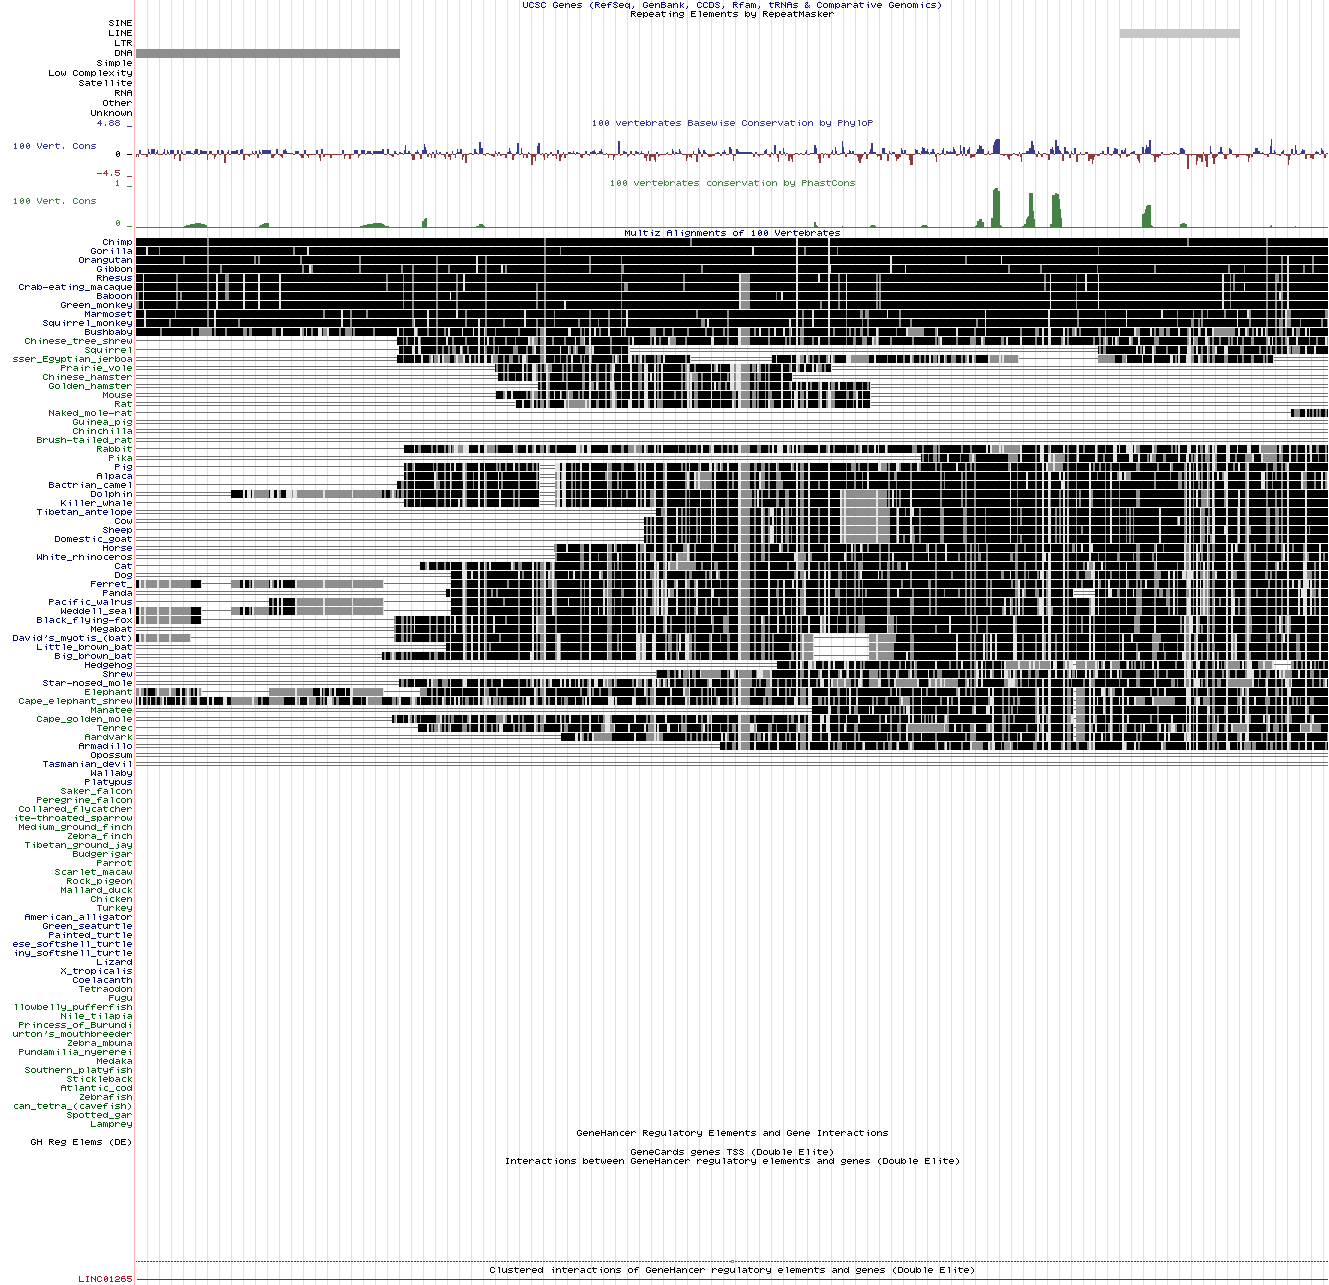 UCSC Genes (RefSeq, GenBank, CCDS, Rfam, tRNAs & Comparative Genomics)
Repeating Elements by RepeatMasker
SINE
LINE
LTR
DNA
Simple
Low Complexity
Satellite
RNA
Other
Unknown
4.88 _
100 vertebrates Basewise Conservation by PhyloP
100 Vert. Cons
0 -
-4.5 _
100 vertebrates conservation by PhastCons
1 _
100 Vert. Cons
0 _
Multiz Alignments of 100 Vertebrates
Chimp
Gorilla
Orangutan
Gibbon
Rhesus
Crab-eating_macaque
Baboon
Green_monkey
Marmoset
Squirrel_monkey
Bushbaby
Chinese_tree_shrew
Squirrel
sser_Egyptian_jerboa
Prairie_vole
Chinese_hamster
Golden_hamster
Mouse
Rat
Naked_mole-rat
Guinea_pig
Chinchilla
Brush-tailed_rat
Rabbit
Pika
Pig
Alpaca
Bactrian_camel
Dolphin
Killer_whale
Tibetan_antelope
Cow
Sheep
Domestic_goat
Horse
White_rhinoceros
Cat
Dog
Ferret_
Panda
Pacific_walrus
Weddell_seal
Black_flying-fox
Megabat
David's_myotis_(bat)
Little_brown_bat
Big_brown_bat
Hedgehog
Shrew
Star-nosed_mole
Elephant
Cape_elephant_shrew
Manatee
Cape_golden_mole
Tenrec
Aardvark
Armadillo
Opossum
Tasmanian_devil
Wallaby
Platypus
Saker_falcon
Peregrine_falcon
Collared_flycatcher
ite-throated_sparrow
Medium_ground_finch
Zebra_finch
Tibetan_ground_jay
Budgerigar
Parrot
Scarlet_macaw
Rock_pigeon
Mallard_duck
Chicken
Turkey
American_alligator
Green_seaturtle
Painted_turtle
ese_softshell_turtle
iny_softshell_turtle
Lizard
X_tropicalis
Coelacanth
Tetraodon
Fugu
llowbelly_pufferfish
Nile_tilapia
Princess_of_Burundi
urton's_mouthbreeder
Zebra_mbuna
Pundamilia_nyererei
Medaka
Southern_platyfish
Stickleback
Atlantic_cod
Zebrafish
can_tetra_(cavefish)
Spotted_gar
Lamprey
GeneHancer Regulatory Elements and Gene Interactions
GH Reg Elems (DE)
GeneCards genes TSS (Double Elite)
Interactions between GeneHancer regulatory elements and genes (Double Elite)
Clustered interactions of GeneHancer regulatory elements and genes (Double Elite)
LINC01265